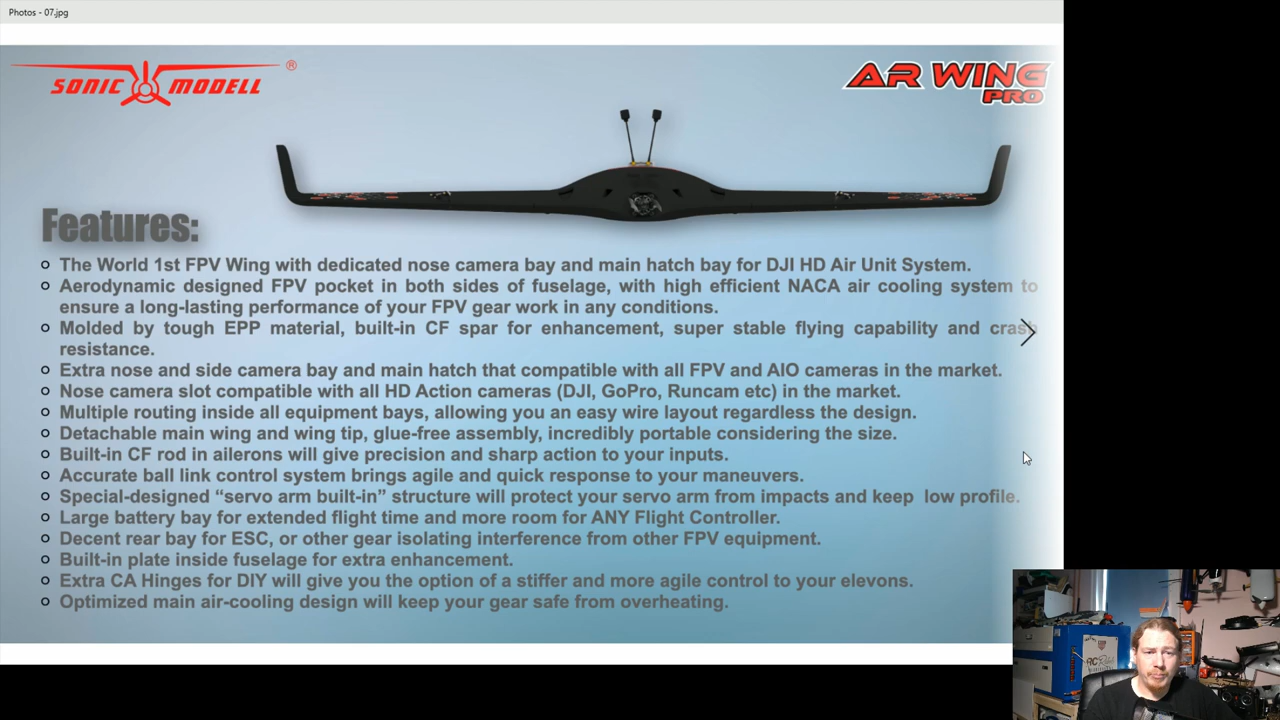 Photos - 07.jpg
SONIC MODELL ®
AR WING
PRO
Features:
The World 1st FPV Wing with dedicated nose camera bay and main hatch bay for DJI HD Air Unit System.
Aerodynamic designed FPV pocket in both sides of fuselage, with high efficient NACA air cooling system to
ensure a long-lasting performance of your FPV gear work in any conditions.
Molded by tough EPP material, built-in CF spar for enhancement, super stable flying capability and crash
resistance.
Extra nose and side camera bay and main hatch that compatible with all FPV and AIO cameras in the market.
Nose camera slot compatible with all HD Action cameras (DJI, GoPro, Runcam etc) in the market.
Multiple routing inside all equipment bays, allowing you an easy wire layout regardless the design.
Detachable main wing and wing tip, glue-free assembly, incredibly portable considering the size.
Built-in CF rod in ailerons will give precision and sharp action to your inputs.
Accurate ball link control system brings agile and quick response to your maneuvers.
Special-designed “servo arm built-in” structure will protect your servo arm from impacts and keep low profile.
Large battery bay for extended flight time and more room for ANY Flight Controller.
Decent rear bay for ESC, or other gear isolating interference from other FPV equipment.
Built-in plate inside fuselage for extra enhancement.
Extra CA Hinges for DIY will give you the option of a stiffer and more agile control to your elevons.
Optimized main air-cooling design will keep your gear safe from overheating.
RC